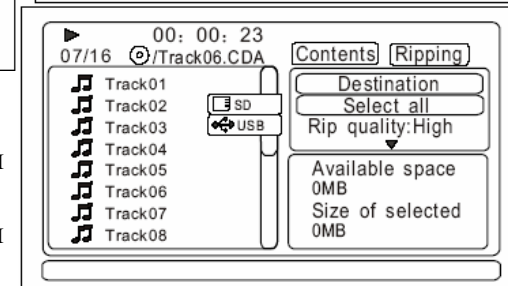 00: 00: 23
07/16 /Track06.CDA
Contents Ripping
Track01
Track02
Track03
Track04
Track05
Track06
Track07
Track08
SD
USB
Destination
Select all
Rip quality:High
Available space
0MB
Size of selected
0MB